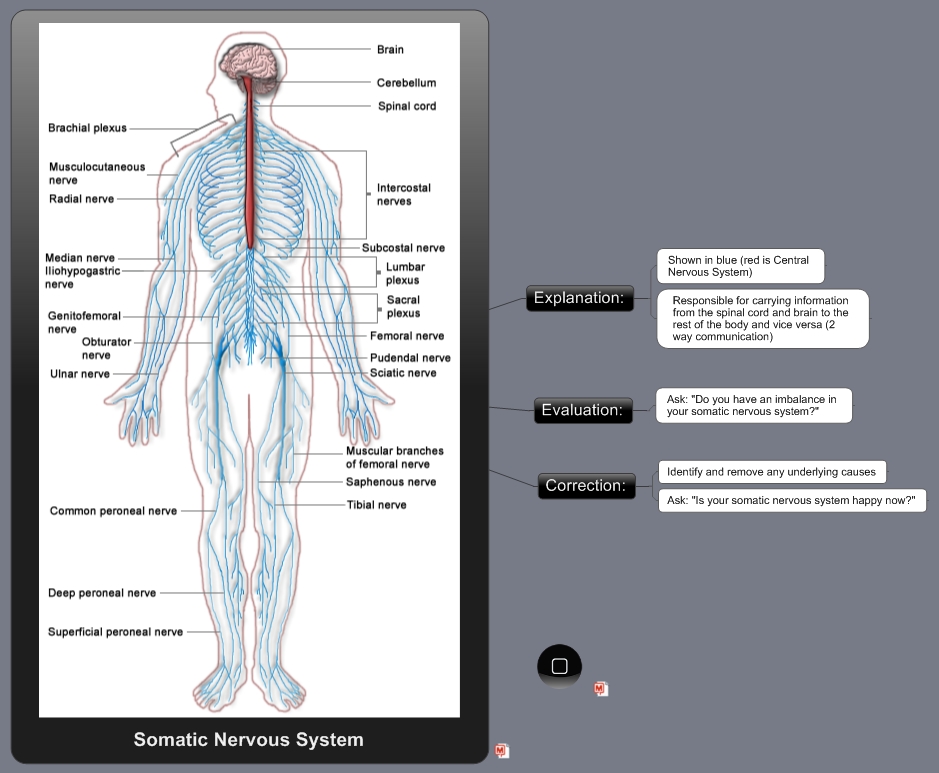 Brain
Cerebellum
Spinal cord
Brachial plexus
Musculocutaneous
nerve
Radial nerve
Intercostal
nerves
Subcostal nerve
Median nerve
Iliohypogastric
nerve
Lumbar
plexus
Sacral
plexus
Genitofemoral
nerve
Obturator
nerve
Femoral nerve
Pudendal nerve
Ulnar nerve
Sciatic nerve
Muscular branches
of femoral nerve
Saphenous nerve
Tibial nerve
Common peroneal nerve
Deep peroneal nerve
Superficial peroneal nerve
Somatic Nervous System
Explanation:
Shown in blue (red is Central
Nervous System)
Responsible for carrying information
from the spinal cord and brain to the
rest of the body and vice versa (2
way communication)
Evaluation:
Ask: "Do you have an imbalance in
your somatic nervous system?"
Correction:
Identify and remove any underlying causes
Ask: "Is your somatic nervous system happy now?"
M
M